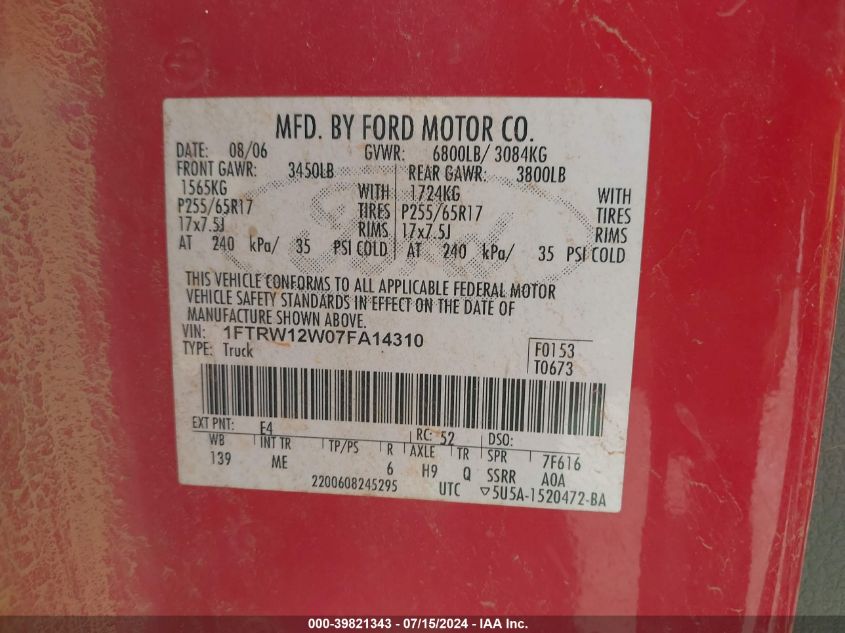 MFD. BY FORD MOTOR CO.
DATE: 08/06 GVWR: 6800LB/ 3084KG
FRONT GAWR: 3450LB REAR GAWR: 3800LB
1565KG WITH 1724KG WITH
P255/65R17 TIRES P255/65R17 TIRES
17x7.5J RIMS 17x7.5J RIMS
AT 240 kPa/ 35 PSI COLD AT 240 kPa/ 35 PSI COLD
Ford
THIS VEHICLE CONFORMS TO ALL APPLICABLE FEDERAL MOTOR
VEHICLE SAFETY STANDARDS IN EFFECT ON THE DATE OF
MANUFACTURE SHOWN ABOVE.
VIN: 1FTRW12W07FA14310
TYPE: Truck
F0153
T0673
EXT PNT: E4 RC: 52 DSO:
WB INT TR TP/PS R AXLE TR SPR 7F616
139 ME 6 H9 Q SSRR AOA
2200608245295 UTC ▽5U5A-1520472-BA
000-39821343 / 07/15/2024 - IAA Inc.